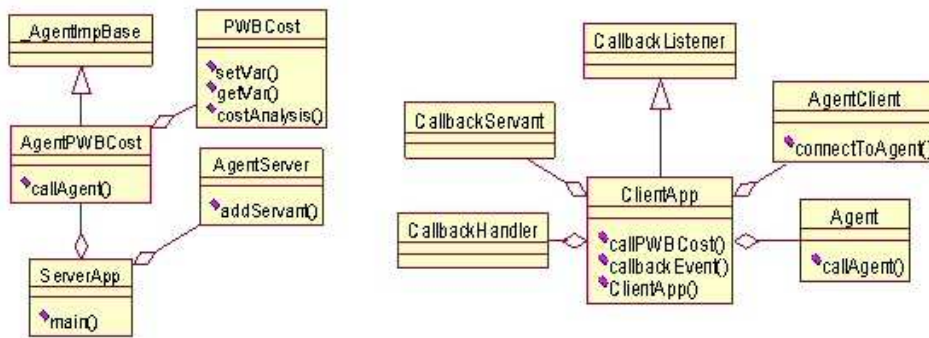 _AgentImpBase
PWBCost
setVar()
getVar()
costAnalysis()
AgentPWBCost
callAgent()
AgentServer
addServant()
ServerApp
main()
CallbackListener
CallbackServant
AgentClient
connectToAgent()
ClientApp
callPWBCost()
callbackEvent()
ClientApp()
CallbackHandler
Agent
callAgent()